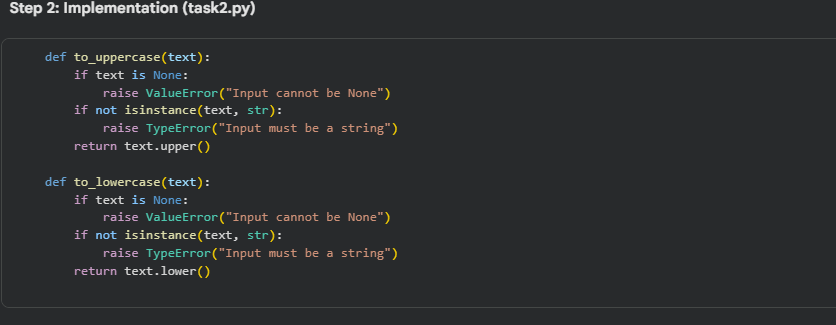 Step 2: Implementation (task2.py)
def to_uppercase(text):
    if text is None:
        raise ValueError("Input cannot be None")
    if not isinstance(text, str):
        raise TypeError("Input must be a string")
    return text.upper()

def to_lowercase(text):
    if text is None:
        raise ValueError("Input cannot be None")
    if not isinstance(text, str):
        raise TypeError("Input must be a string")
    return text.lower()